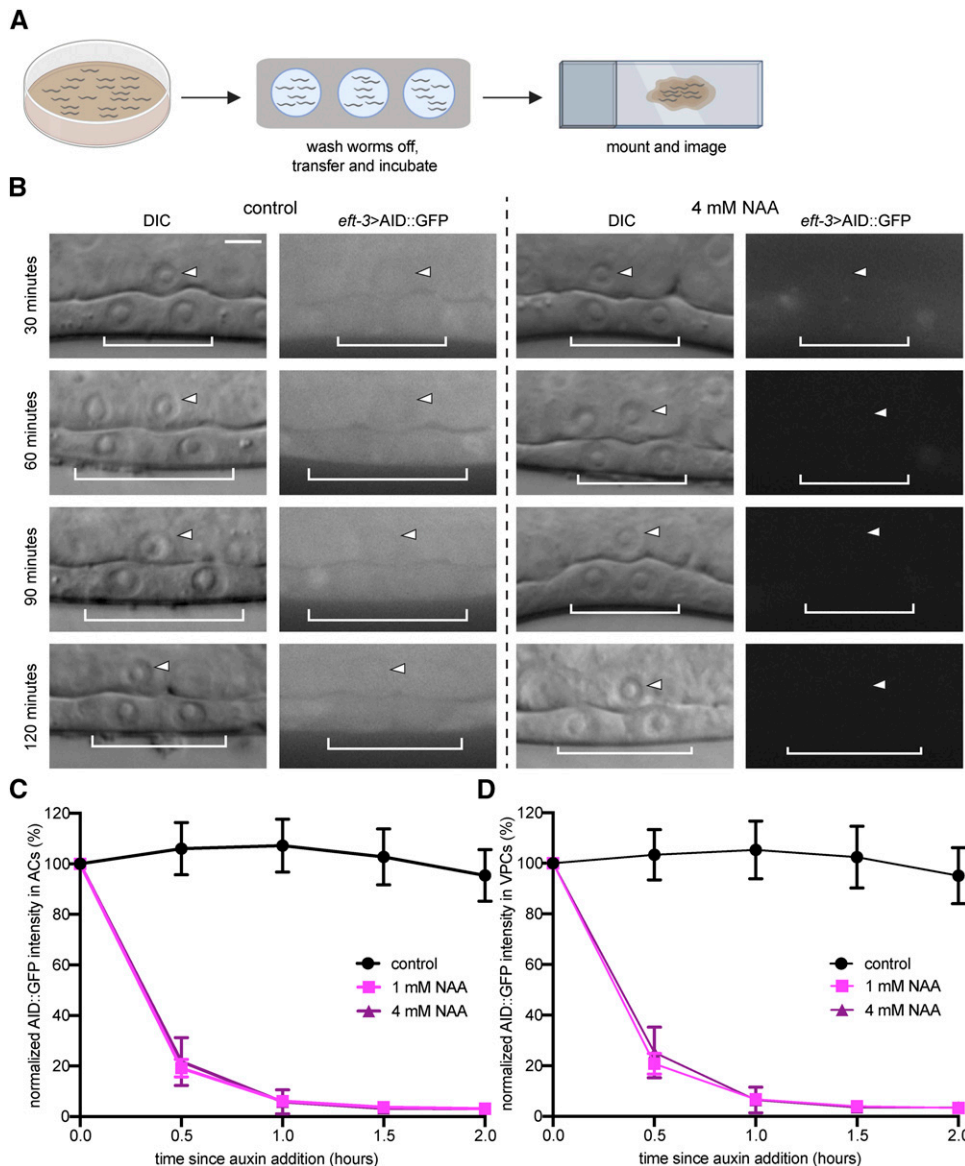 A
wash worms off,
transfer and incubate
mount and image
B
control
4 mM NAA
DIC
eft-3>AID::GFP
DIC
eft-3>AID::GFP
30 minutes
60 minutes
90 minutes
120 minutes
C
normalized AID::GFP intensity in ACs (%)
120
100
80
60
40
20
0
0.0
0.5
1.0
1.5
2.0
time since auxin addition (hours)
control
1 mM NAA
4 mM NAA
D
normalized AID::GFP intensity in VPCs (%)
120
100
80
60
40
20
0
0.0
0.5
1.0
1.5
2.0
time since auxin addition (hours)
control
1 mM NAA
4 mM NAA